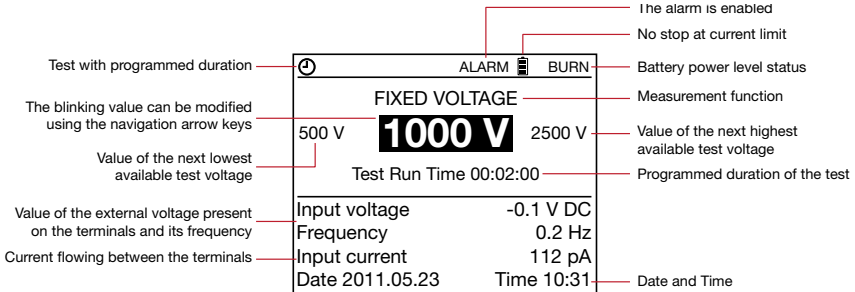 The alarm is enabled
No stop at current limit
Test with programmed duration
ALARM BURN
Battery power level status
The blinking value can be modified
using the navigation arrow keys
FIXED VOLTAGE
Measurement function
500 V 1000 V 2500 V
Value of the next highest
available test voltage
Value of the next lowest
available test voltage
Test Run Time 00:02:00
Programmed duration of the test
Value of the external voltage present
on the terminals and its frequency
Input voltage -0.1 V DC
Frequency 0.2 Hz
Current flowing between the terminals
Input current 112 pA
Date 2011.05.23 Time 10:31
Date and Time